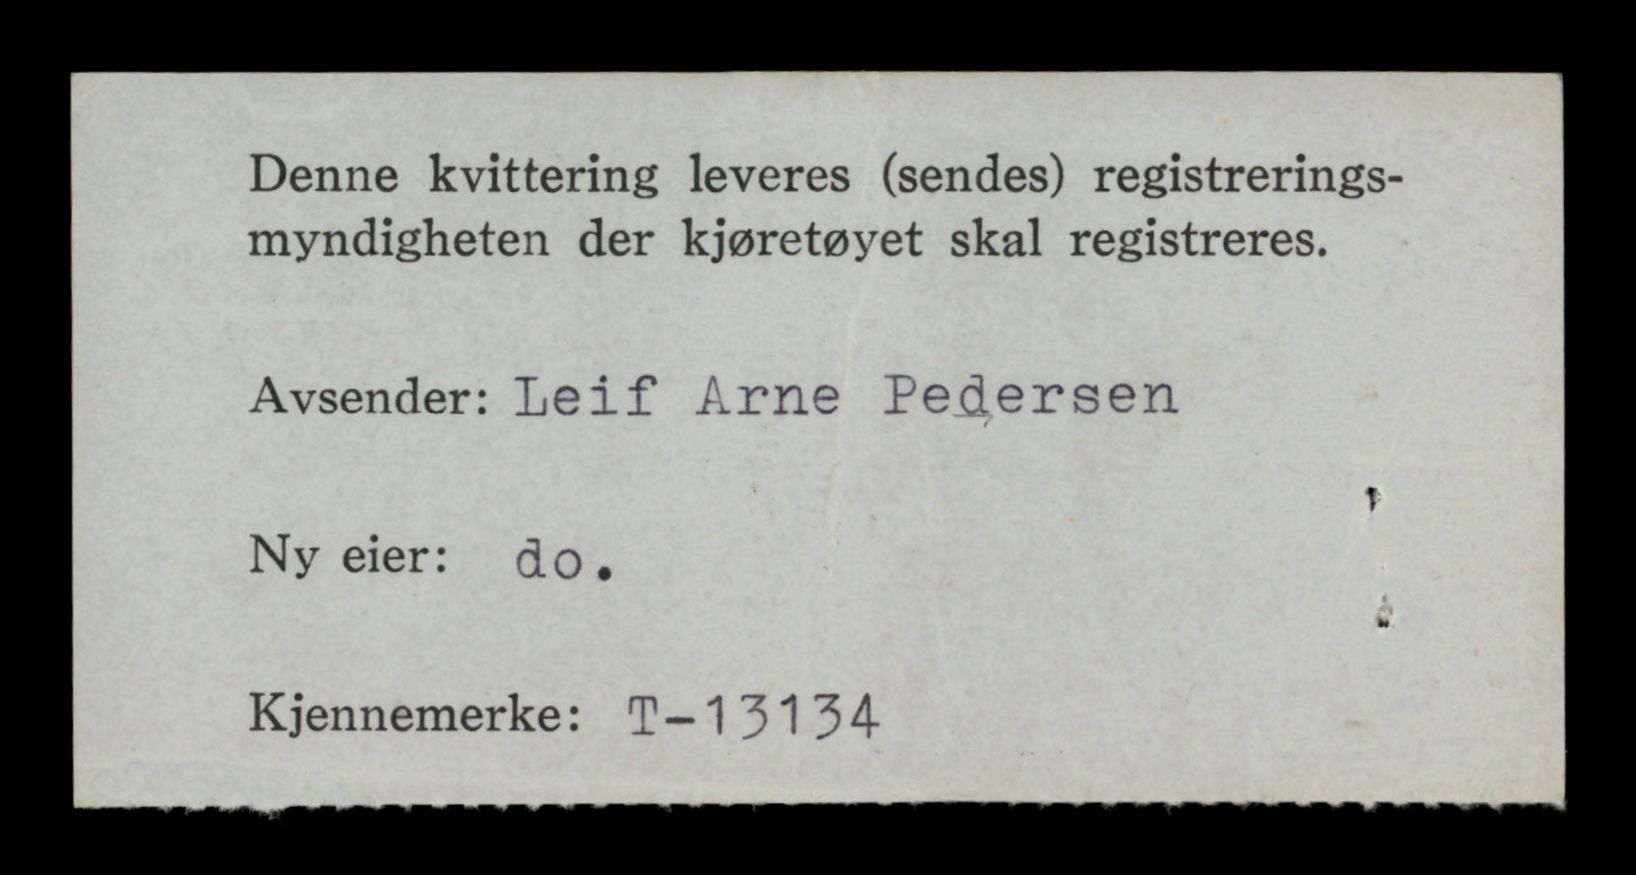 Denne kvittering leveres (sendes) registrerings-
myndigheten der kjøretøyet skal registreres.
Avsender: Leif Arne Pedersen
Ny eier: do.
Kjennemerke: T-13134